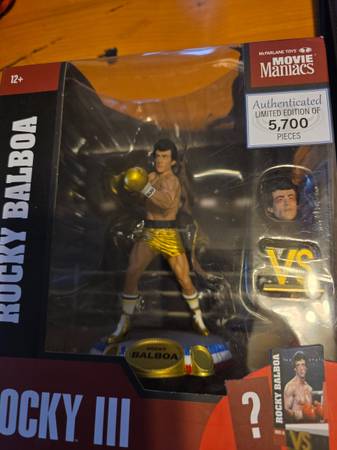 McFARLANE TOYS
MOVIE
Maniacs
12+
Authenticated
LIMITED EDITION OF
5,700
PIECES
ROCKY BALBOA
VS
ROCKY
BALBOA
OCKY III
?
ROCKY BALBOA
VS